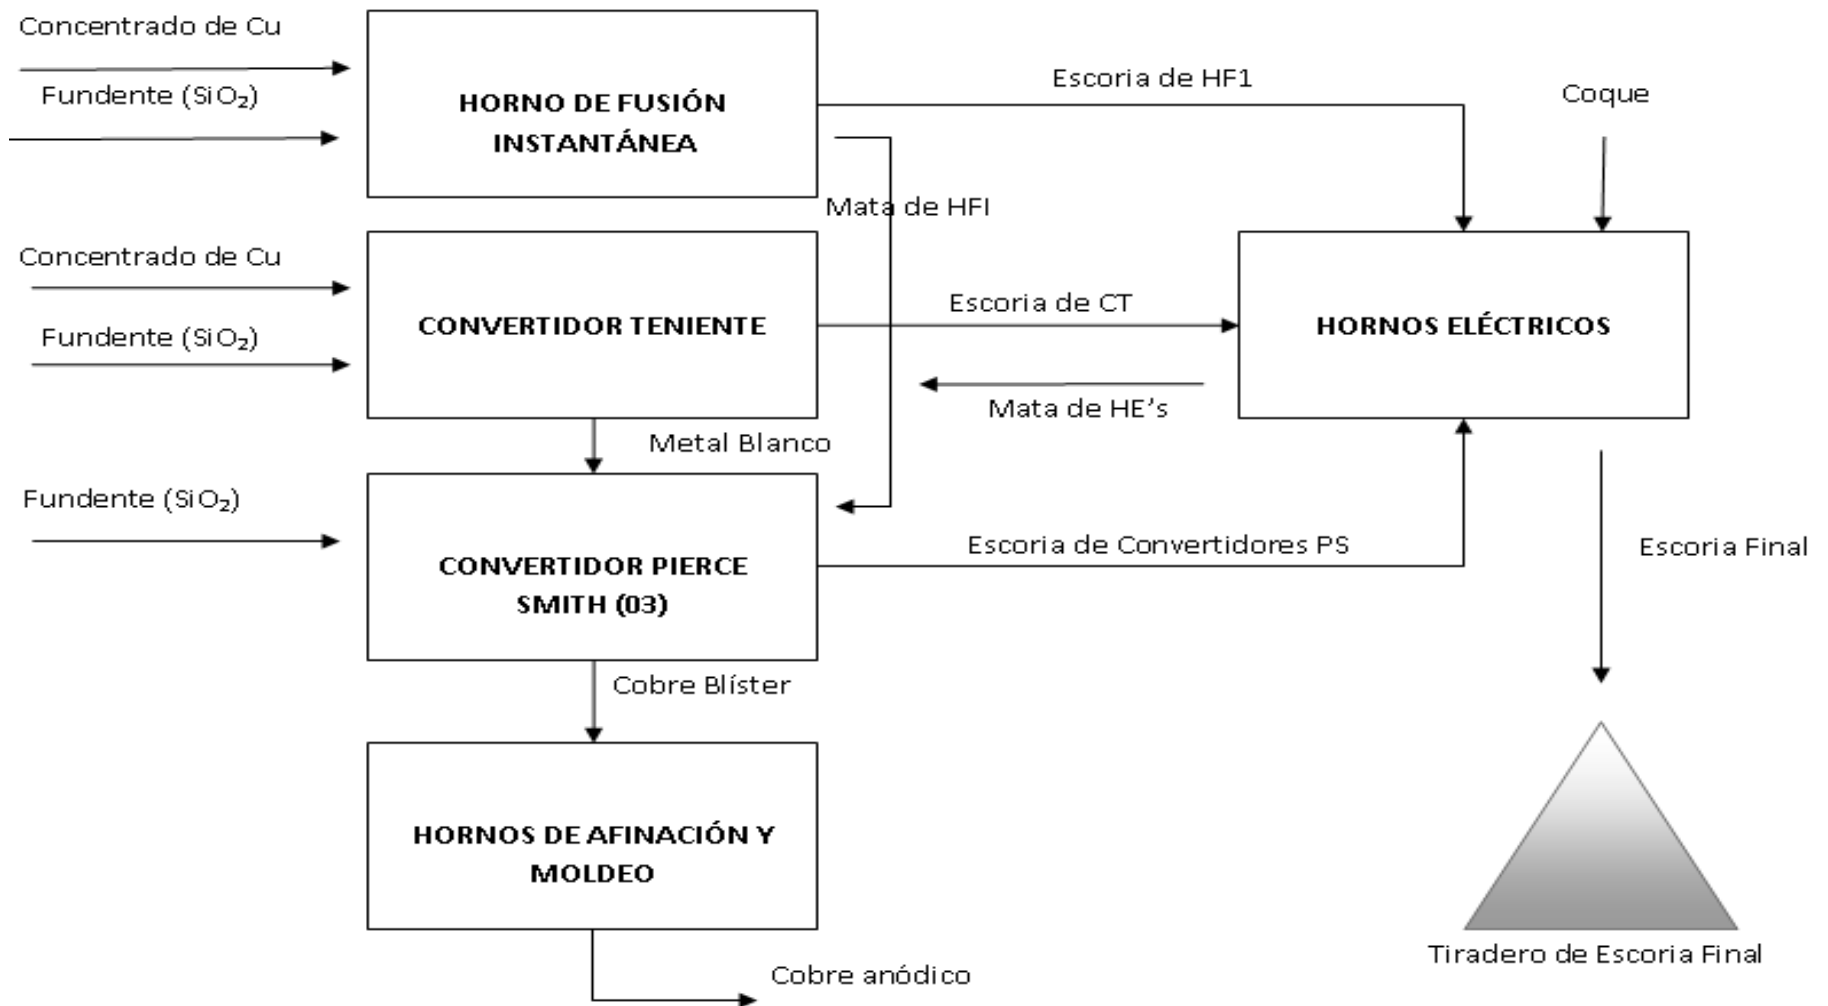 Concentrado de Cu
Fundente (SiO₂)
HORNO DE FUSIÓN
INSTANTÁNEA
Escoria de HF1
Coque
Mata de HFI
Concentrado de Cu
Fundente (SiO₂)
CONVERTIDOR TENIENTE
Escoria de CT
HORNOS ELÉCTRICOS
Mata de HE's
Metal Blanco
Fundente (SiO₂)
CONVERTIDOR PIERCE
SMITH (03)
Escoria de Convertidores PS
Escoria Final
Cobre Blíster
HORNOS DE AFINACIÓN Y
MOLDEO
Tiradero de Escoria Final
Cobre anódico